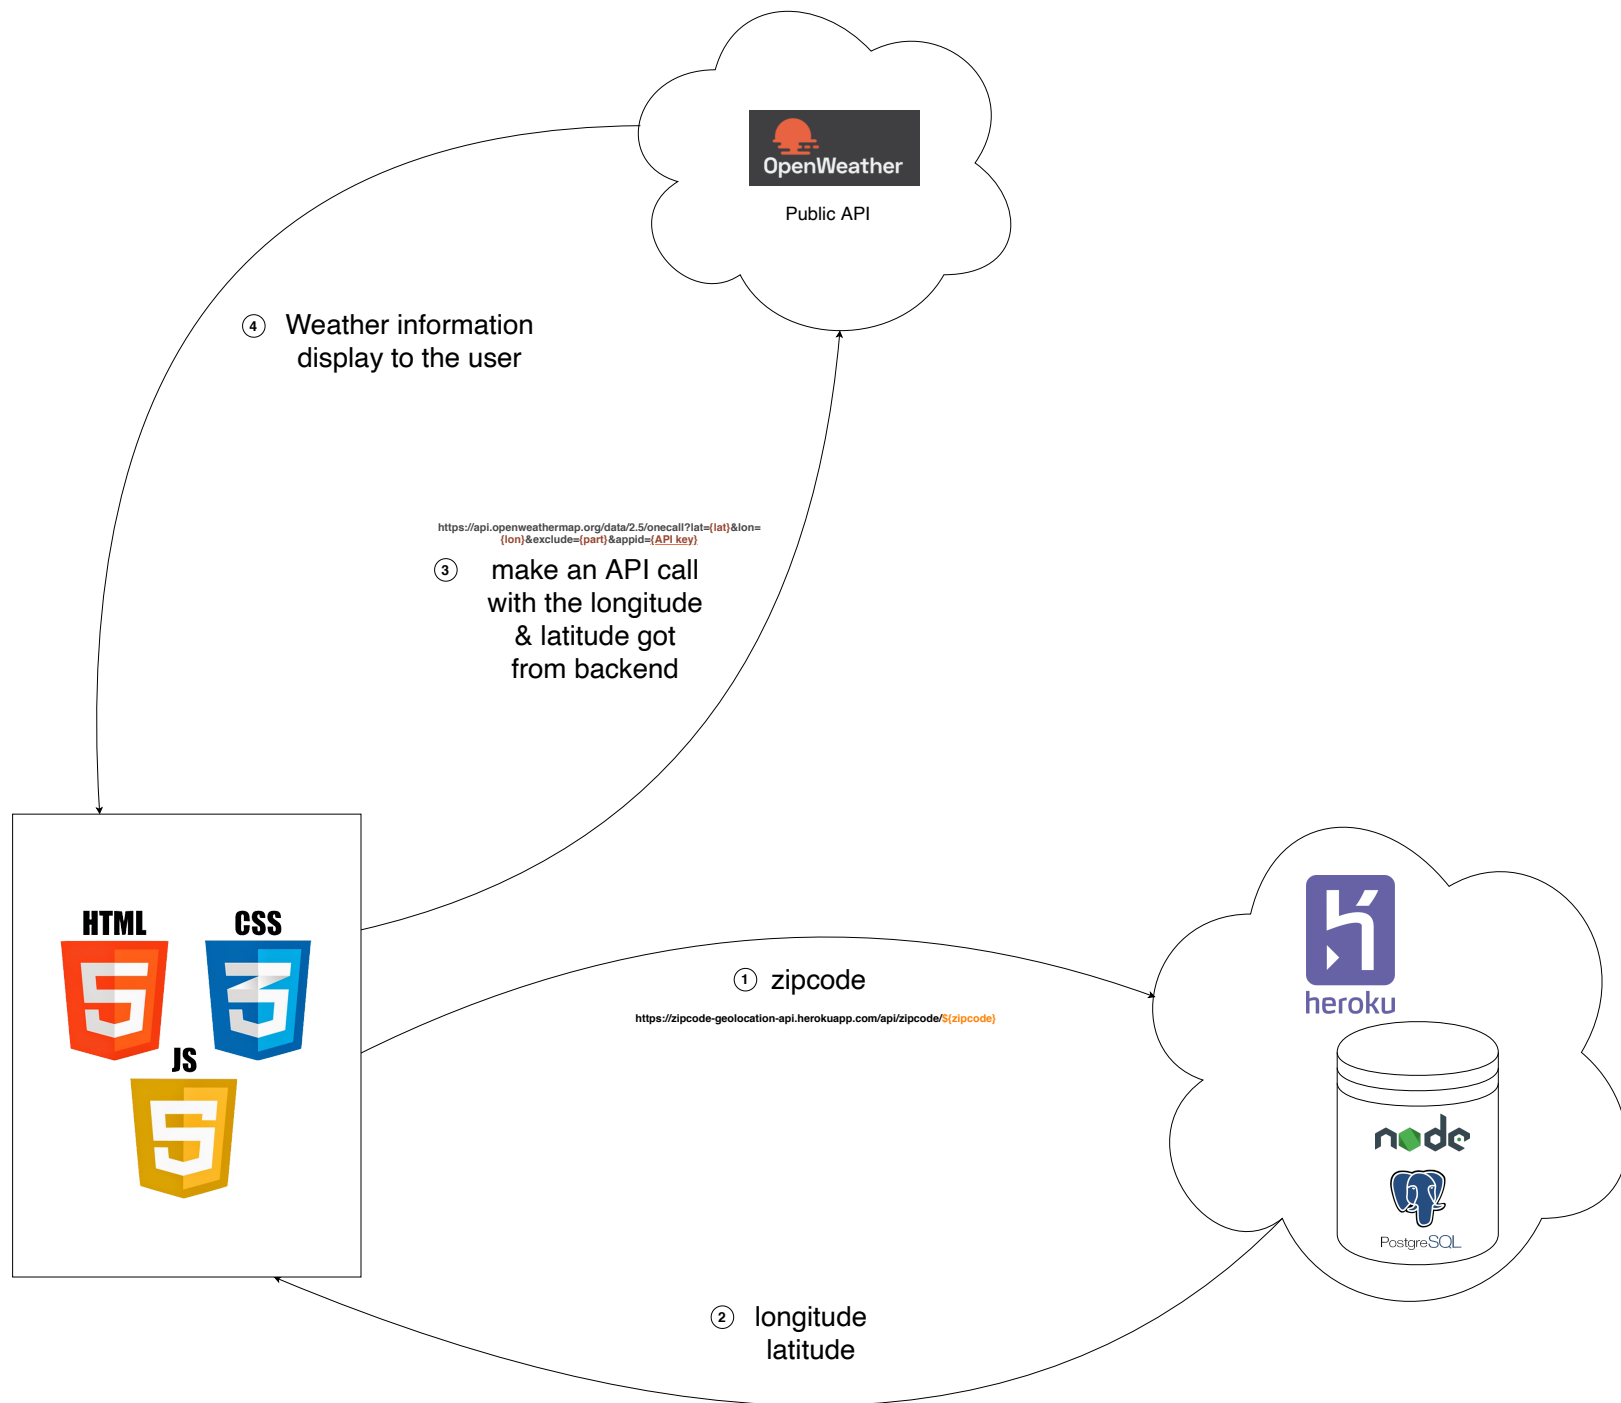 OpenWeather
Public API
4 Weather information
display to the user
https://api.openweathermap.org/data/2.5/onecall?lat={lat}&lon=
{lon}&exclude={part}&appid={API key}
3 make an API call
with the longitude
& latitude got
from backend
HTML CSS
JS
1 zipcode
https://zipcode-geolocation-api.herokuapp.com/api/zipcode/${zipcode}
heroku
node
PostgreSQL
2 longitude
latitude